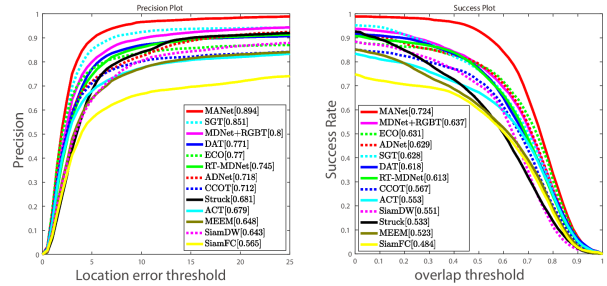 Precision Plot
1
0.9
0.8
0.7
0.6
0.5
0.4
0.3
0.2
0.1
0
Precision
MANet[0.894]
SGT[0.851]
MDNet+RGBT[0.8]
DAT[0.771]
ECO[0.77]
RT-MDNet[0.745]
ADNet[0.718]
CCOT[0.712]
Struck[0.681]
ACT[0.679]
MEEM[0.648]
SiamDW[0.643]
SiamFC[0.565]
0 5 10 15 20 25
Location error threshold
Success Plot
1
0.9
0.8
0.7
0.6
0.5
0.4
0.3
0.2
0.1
0
Success Rate
MANet[0.724]
MDNet+RGBT[0.637]
ECO[0.631]
ADNet[0.629]
SGT[0.628]
DAT[0.618]
RT-MDNet[0.613]
CCOT[0.567]
ACT[0.553]
SiamDW[0.551]
Struck[0.533]
MEEM[0.523]
SiamFC[0.484]
0 0.1 0.2 0.3 0.4 0.5 0.6 0.7 0.8 0.9 1
overlap threshold